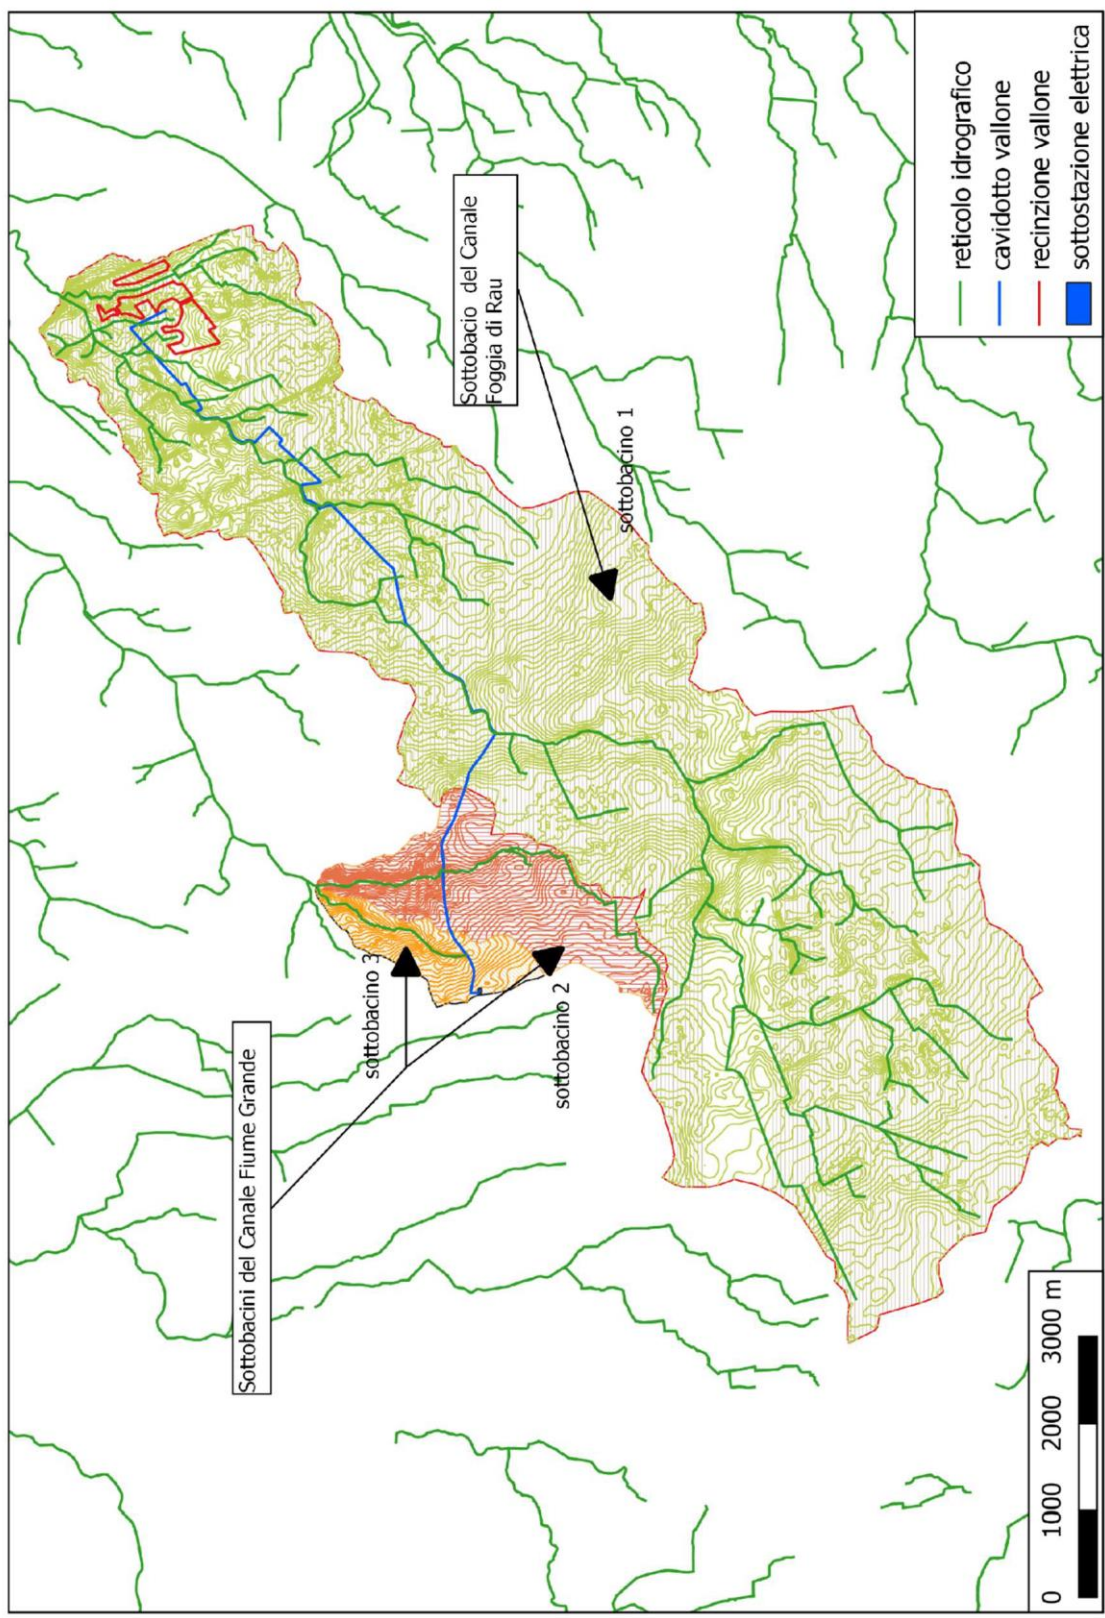 Sottobacini del Canale Fiume Grande
sottobacino 3
sottobacino 2
Sottobacio del Canale
Foggia di Rau
sottobacino 1
reticolo idrografico
cavidotto vallone
recinzione vallone
sottostazione elettrica
0 1000 2000 3000 m